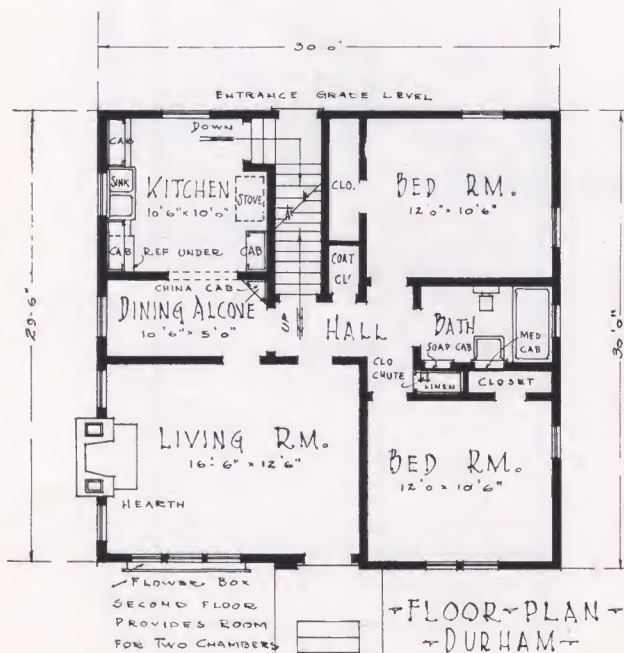 30'0"
ENTRANCE GRADE LEVEL
DOWN
CAB
SINK
KITCHEN
10'6" x 10'0"
STOVE
CAB
REF UNDER
CAB
CLO.
BED RM.
12'0" x 10'6"
COAT
CL'
CHINA CAB
DINING ALCOVE
10'6" x 5'0"
UP
HALL
BATH
SOAP CAB
MED
CAB
CLO
CHUTE
LINEN
CLOSET
29'-6"
30'0"
LIVING RM.
16'-6" x 12'6"
BED RM.
12'0 x 10'6"
HEARTH
FLOWER BOX
SECOND FLOOR
PROVIDES ROOM
FOR TWO CHAMBERS
-FLOOR-PLAN-
-DURHAM-